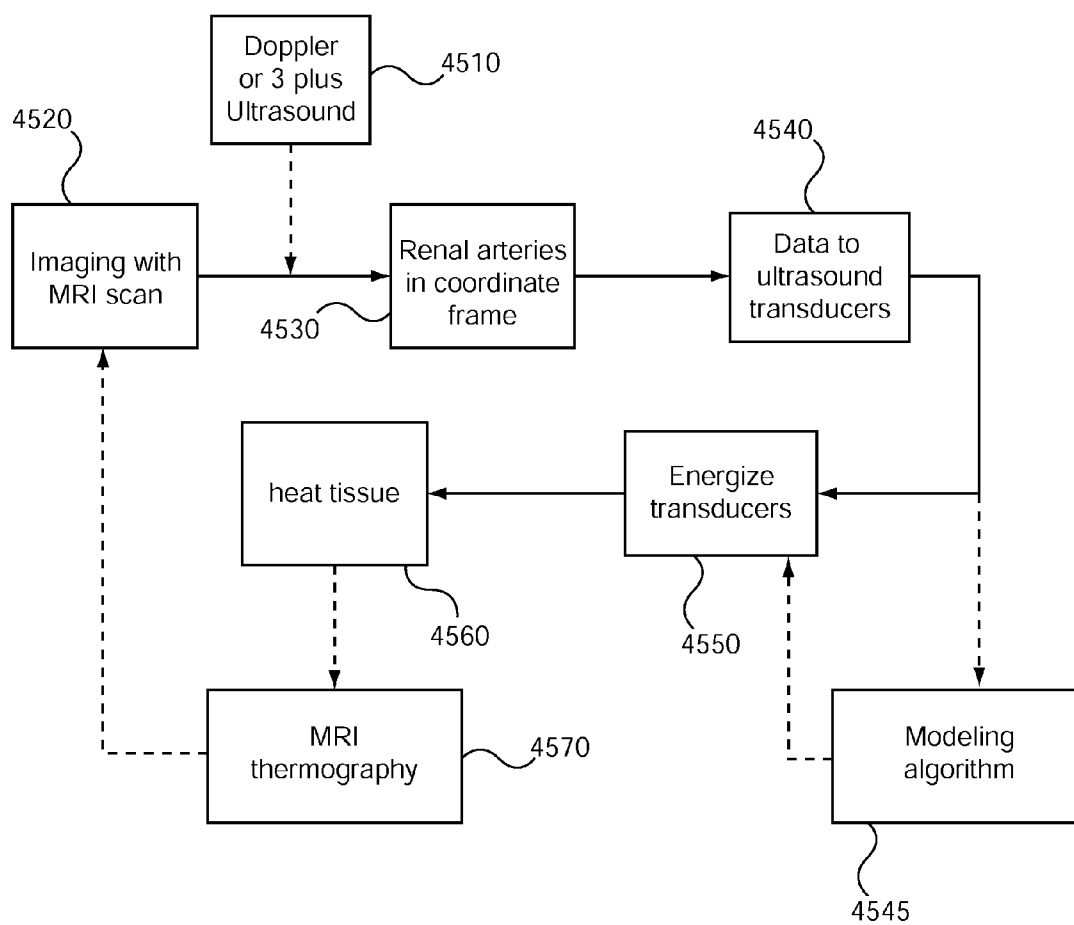 Doppler
or 3 plus
Ultrasound
4510
4520
4540
Imaging with
MRI scan
Renal arteries
in coordinate
frame
4530
Data to
ultrasound
transducers
heat tissue
Energize
transducers
4560
4550
MRI
thermography
4570
Modeling
algorithm
4545